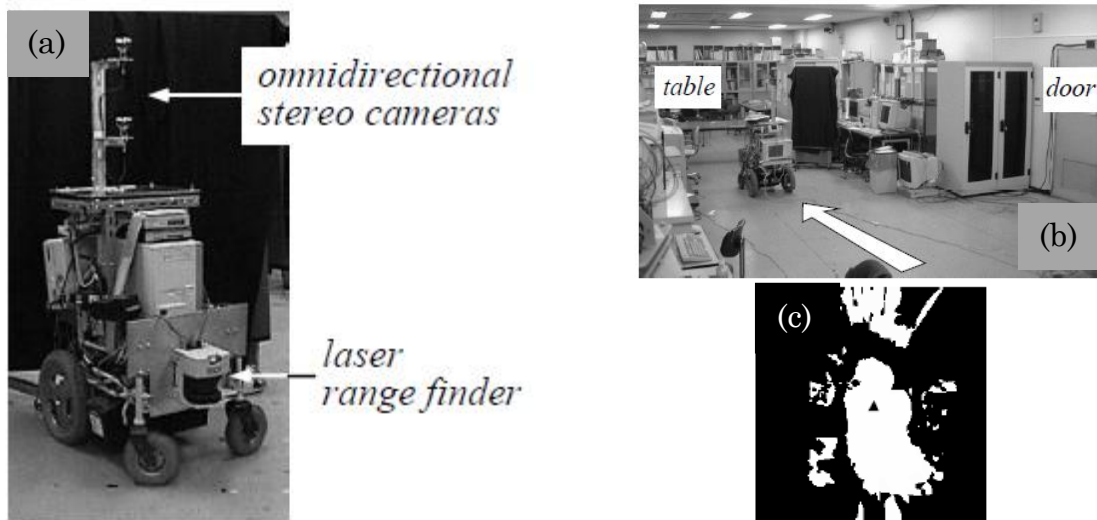 (a)
omnidirectional
stereo cameras
laser
range finder
table
door
(b)
(c)